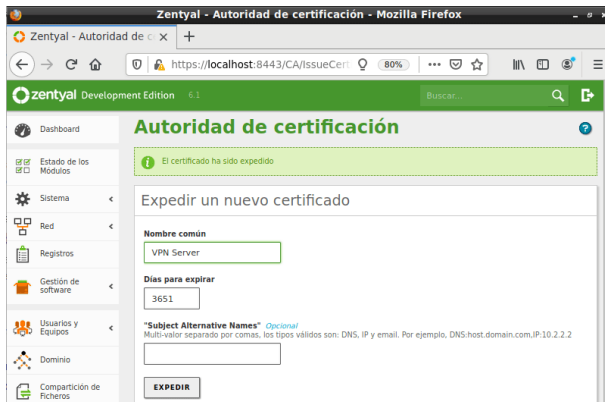 Zentyal - Autoridad de certificación - Mozilla Firefox
Zentyal - Autoridad de c
https://localhost:8443/CA/IssueCert
80%
zentyal Development Edition 6.1
Buscar...
Dashboard
Estado de los
Módulos
Sistema
Red
Registros
Gestión de
software
Usuarios y
Equipos
Dominio
Compartición de
Ficheros
Autoridad de certificación
El certificado ha sido expedido
Expedir un nuevo certificado
Nombre común
VPN Server
Días para expirar
3651
"Subject Alternative Names" Opcional
Multi-valor separado por comas, los tipos válidos son: DNS, IP y email. Por ejemplo, DNS:host.domain.com,IP:10.2.2.2
EXPEDIR